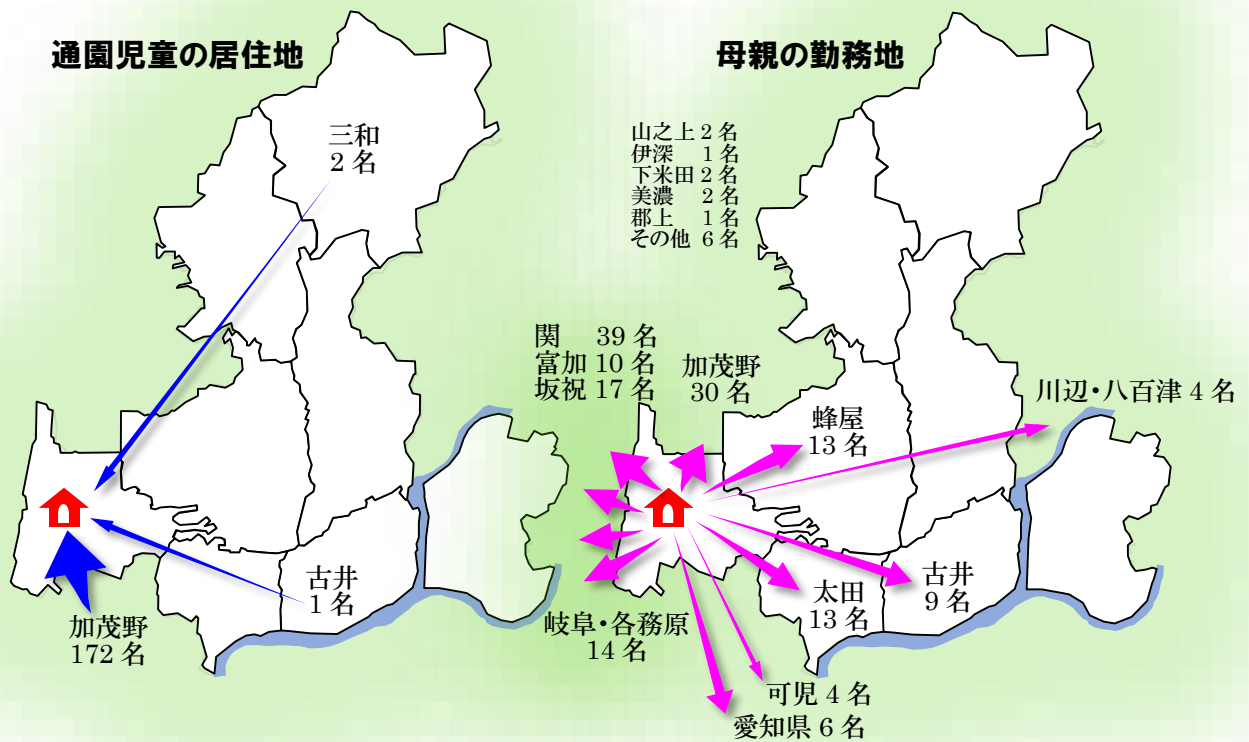 通園児童の居住地
三和
2名
古井
1名
加茂野
172名
母親の勤務地
山之上 2名
伊深 1名
下米田 2名
美濃 2名
郡上 1名
その他 6名
関 39名
富加 10名
坂祝 17名
加茂野
30名
蜂屋
13名
川辺・八百津 4名
古井
9名
太田
13名
岐阜・各務原
14名
可児 4名
愛知県 6名